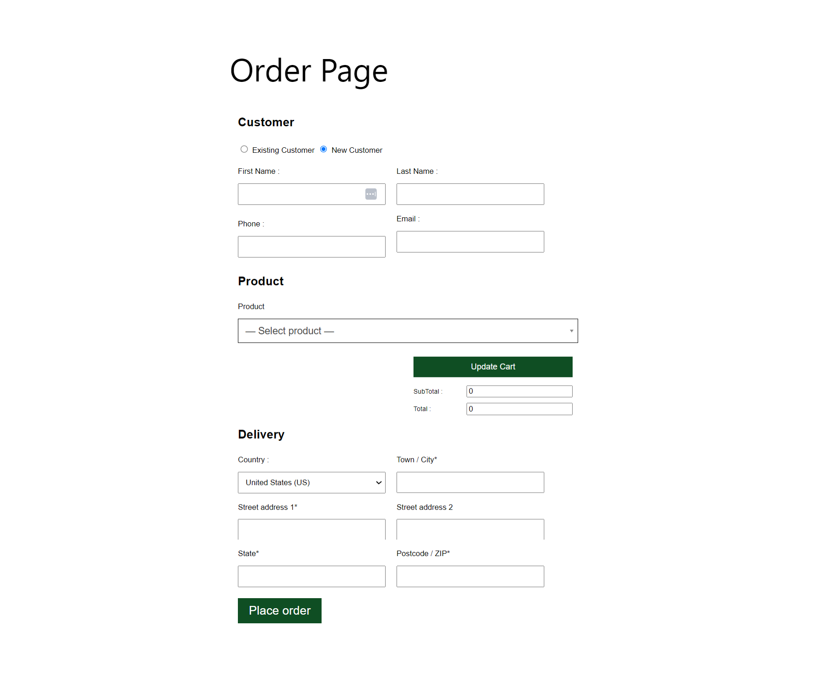 Order Page
Customer
Existing Customer New Customer
First Name : Last Name :
Phone : Email :
Product
Product
— Select product —
Update Cart
SubTotal : 0
Total : 0
Delivery
Country : Town / City*
United States (US)
Street address 1* Street address 2
State* Postcode / ZIP*
Place order